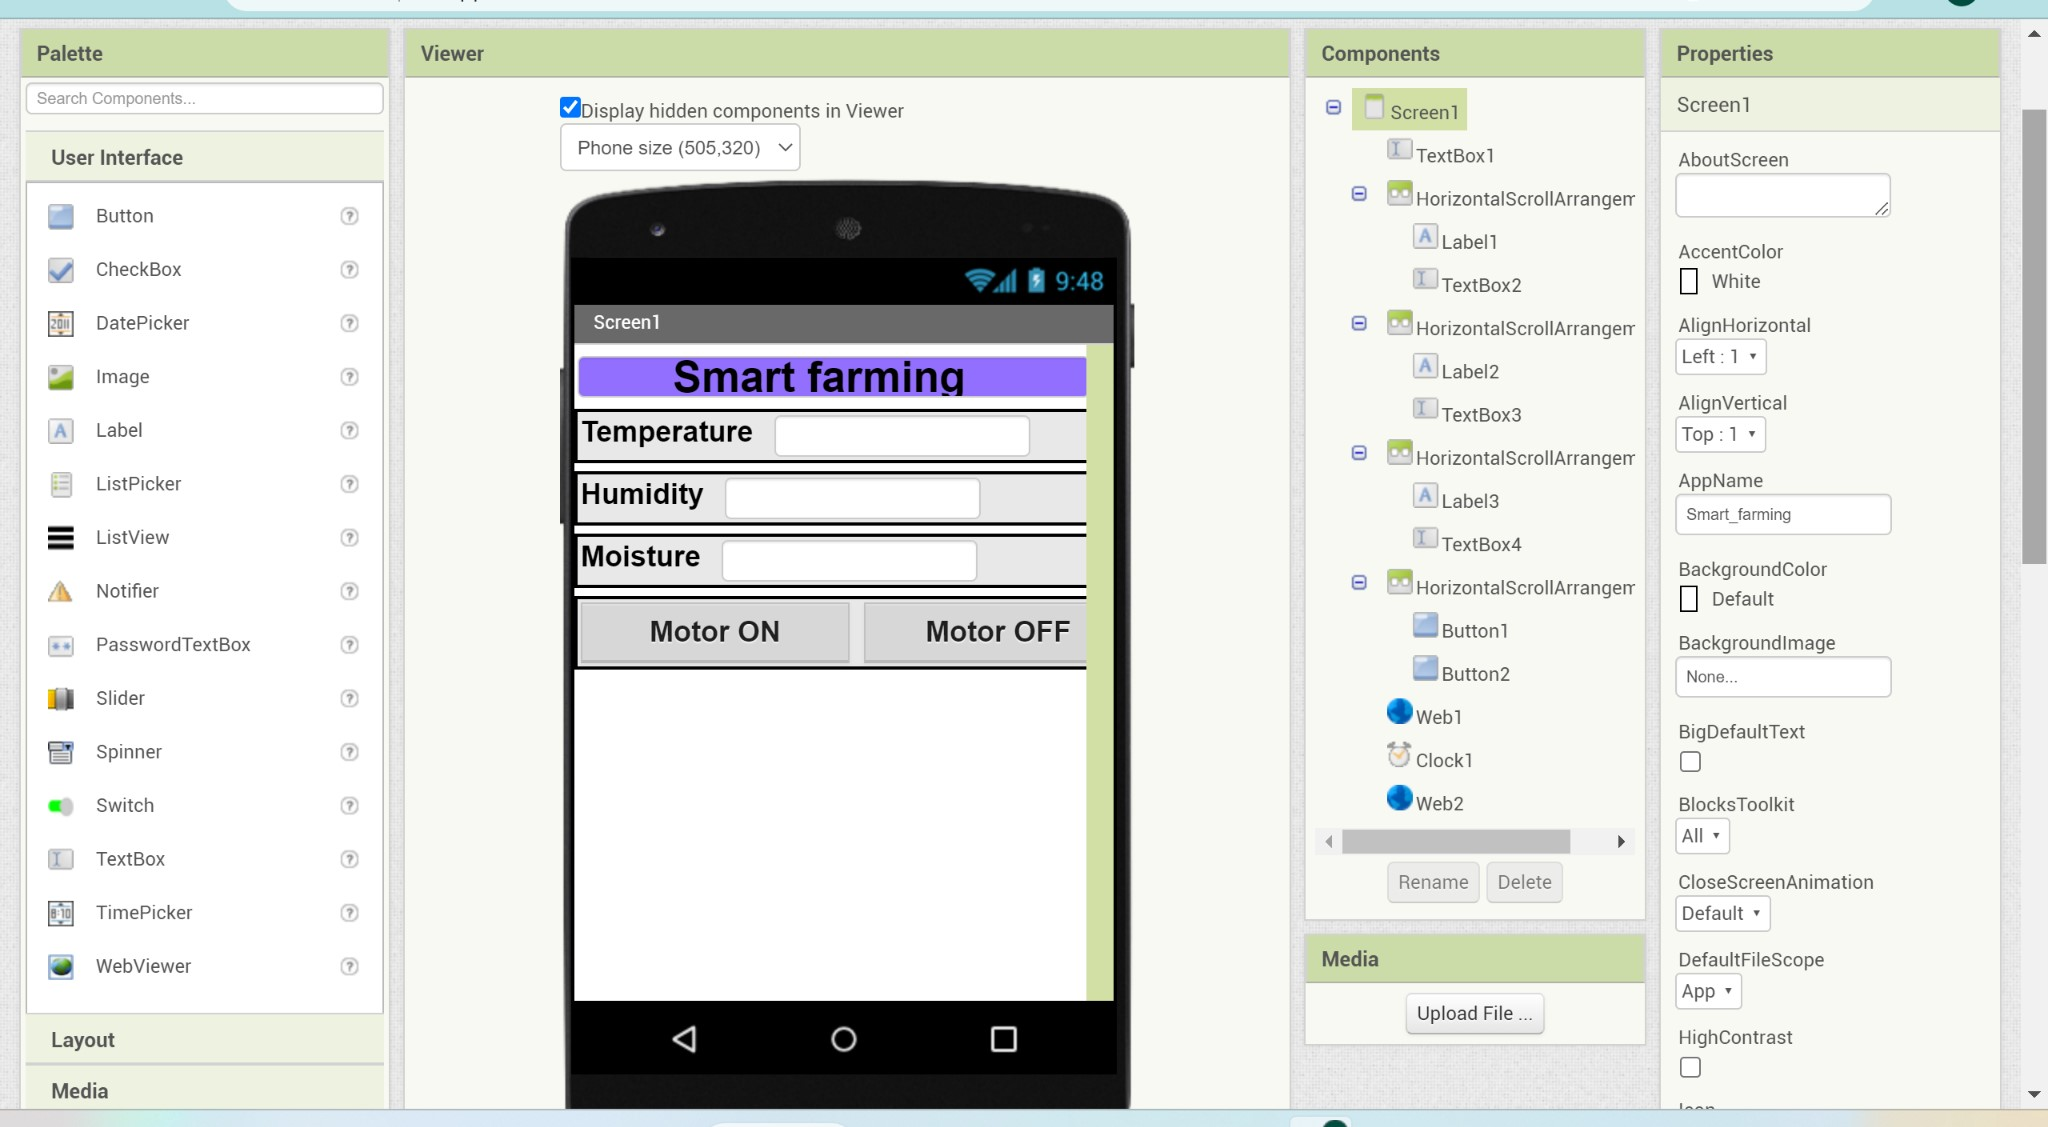 Palette
Search Components...
User Interface
Button
CheckBox
DatePicker
Image
Label
ListPicker
ListView
Notifier
PasswordTextBox
Slider
Spinner
Switch
TextBox
TimePicker
WebViewer
Layout
Media
Viewer
Display hidden components in Viewer
Phone size (505,320)
9:48
Screen1
Smart farming
Temperature
Humidity
Moisture
Motor ON
Motor OFF
Components
Screen1
TextBox1
HorizontalScrollArrangem
Label1
TextBox2
HorizontalScrollArrangem
Label2
TextBox3
HorizontalScrollArrangem
Label3
TextBox4
HorizontalScrollArrangem
Button1
Button2
Web1
Clock1
Web2
Rename Delete
Media
Upload File ...
Properties
Screen1
AboutScreen
AccentColor
White
AlignHorizontal
Left : 1
AlignVertical
Top : 1
AppName
Smart_farming
BackgroundColor
Default
BackgroundImage
None...
BigDefaultText
BlocksToolkit
All
CloseScreenAnimation
Default
DefaultFileScope
App
HighContrast